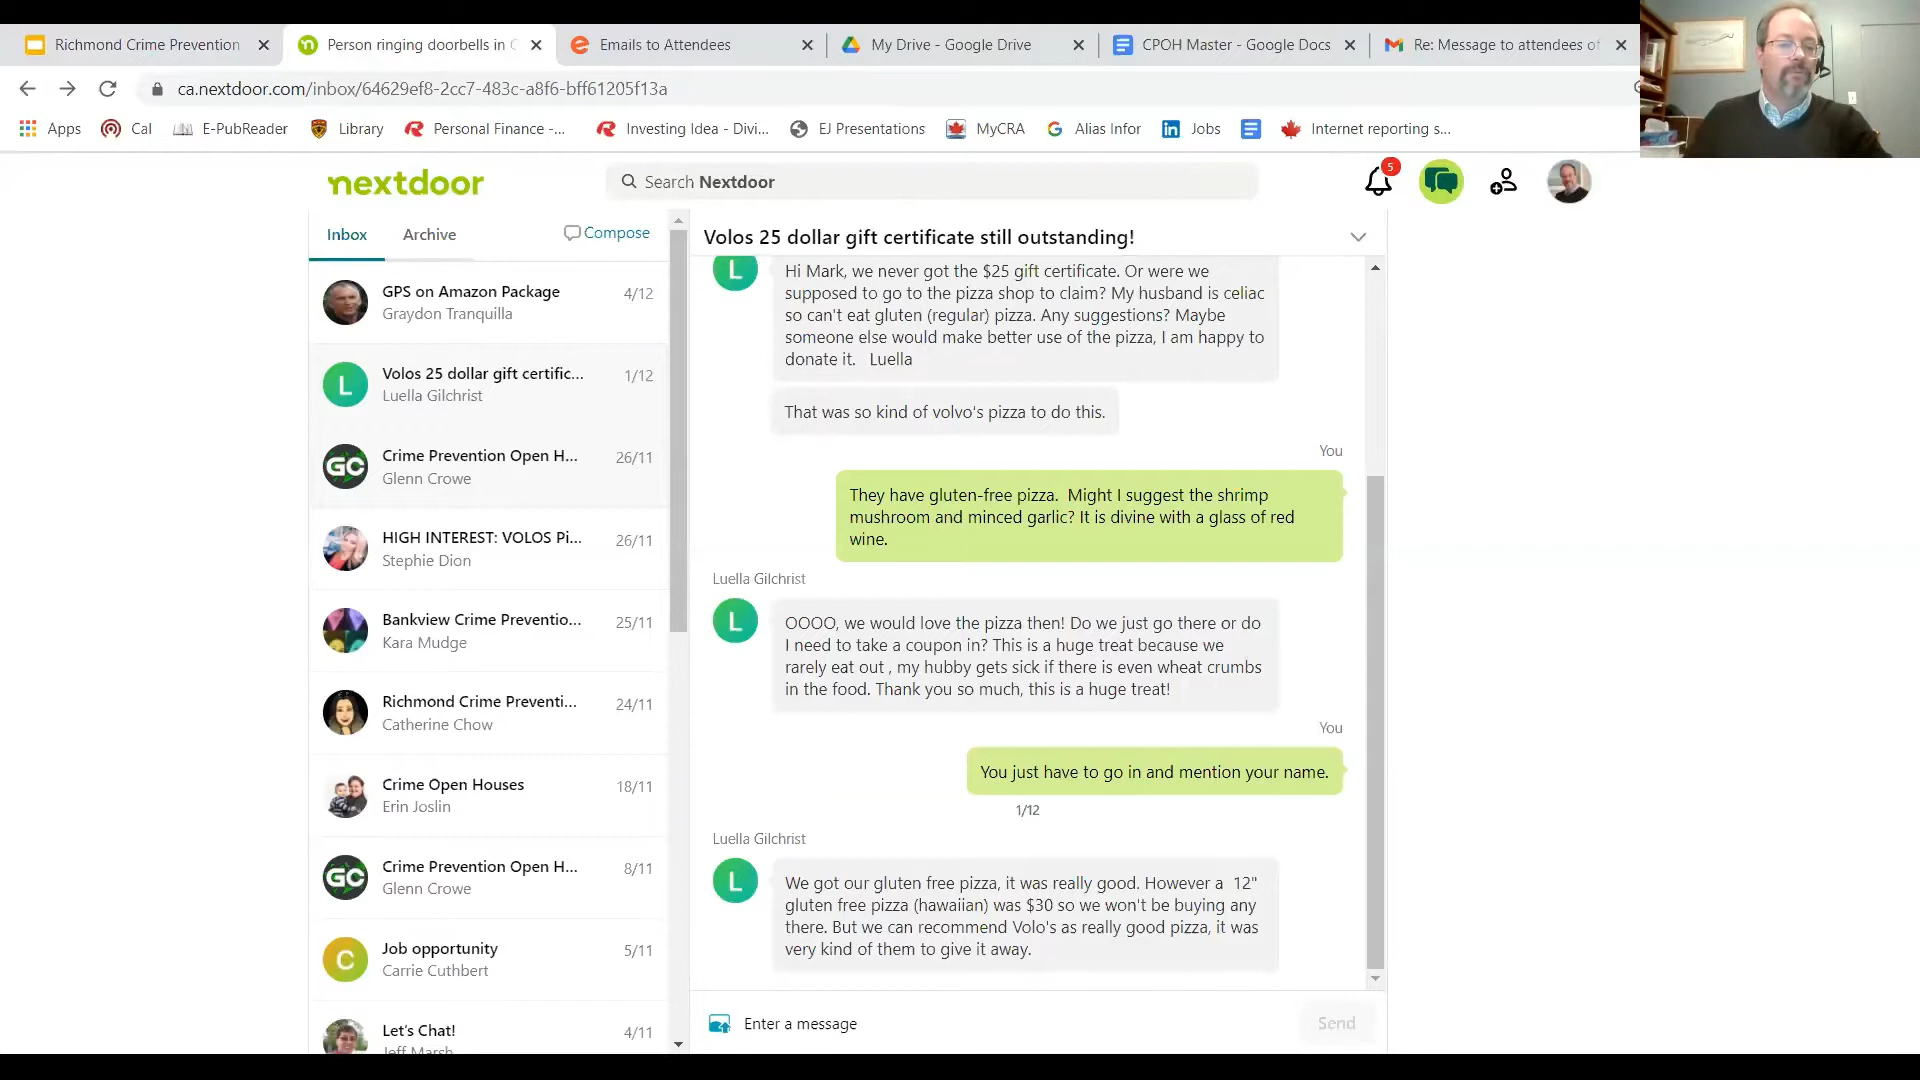 Richmond Crime Prevention
Person ringing doorbells in
Emails to Attendees
My Drive - Google Drive
CPOH Master - Google Docs
Re: Message to attendees of
ca.nextdoor.com/inbox/64629ef8-2cc7-483c-a8f6-bff61205f13a
Apps
Cal
E-PubReader
Library
Personal Finance -...
Investing Idea - Divi...
EJ Presentations
MyCRA
Alias Infor
Jobs
Internet reporting s...
nextdoor
Search Nextdoor
5
Inbox
Archive
Compose
GPS on Amazon Package
4/12
Graydon Tranquilla
L
Volos 25 dollar gift certific...
1/12
Luella Gilchrist
GC
Crime Prevention Open H...
26/11
Glenn Crowe
HIGH INTEREST: VOLOS Pi...
26/11
Stephie Dion
Bankview Crime Preventio...
25/11
Kara Mudge
Richmond Crime Preventi...
24/11
Catherine Chow
Crime Open Houses
18/11
Erin Joslin
GC
Crime Prevention Open H...
8/11
Glenn Crowe
C
Job opportunity
5/11
Carrie Cuthbert
Let's Chat!
4/11
Jeff Marsh
Volos 25 dollar gift certificate still outstanding!
L
Hi Mark, we never got the $25 gift certificate. Or were we
supposed to go to the pizza shop to claim? My husband is celiac
so can't eat gluten (regular) pizza. Any suggestions? Maybe
someone else would make better use of the pizza, I am happy to
donate it. Luella
That was so kind of volvo's pizza to do this.
You
They have gluten-free pizza. Might I suggest the shrimp
mushroom and minced garlic? It is divine with a glass of red
wine.
Luella Gilchrist
L
OOOO, we would love the pizza then! Do we just go there or do
I need to take a coupon in? This is a huge treat because we
rarely eat out , my hubby gets sick if there is even wheat crumbs
in the food. Thank you so much, this is a huge treat!
You
You just have to go in and mention your name.
1/12
Luella Gilchrist
L
We got our gluten free pizza, it was really good. However a 12"
gluten free pizza (hawaiian) was $30 so we won't be buying any
there. But we can recommend Volo's as really good pizza, it was
very kind of them to give it away.
Enter a message
Send